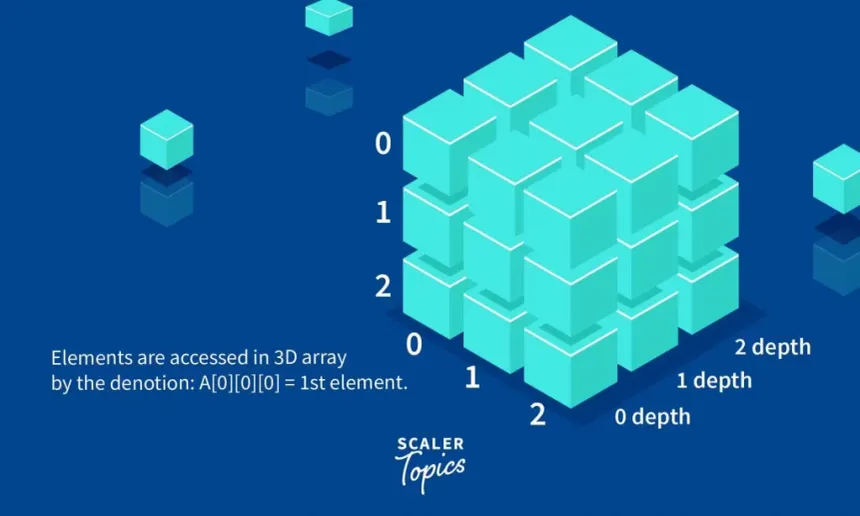 0
1
2
0
1
2
0 depth
1 depth
2 depth
Elements are accessed in 3D array
by the denotion: A[0][0][0] = 1st element.
SCALER
Topics